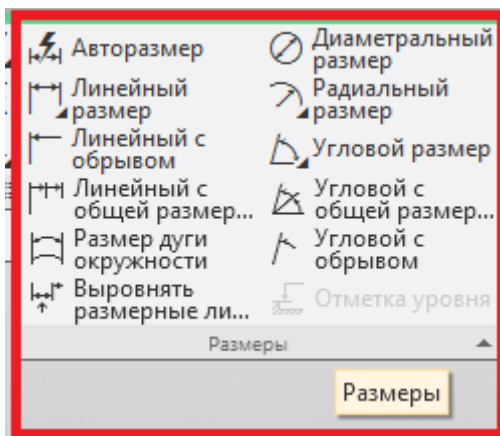 Авторазмер
Диаметральный
размер
Линейный
размер
Радиальный
размер
Линейный с
обрывом
Угловой размер
Линейный с
общей размер...
Угловой с
общей размер...
Размер дуги
окружности
Угловой с
обрывом
Выровнять
размерные ли...
Отметка уровня
Размеры
Размеры